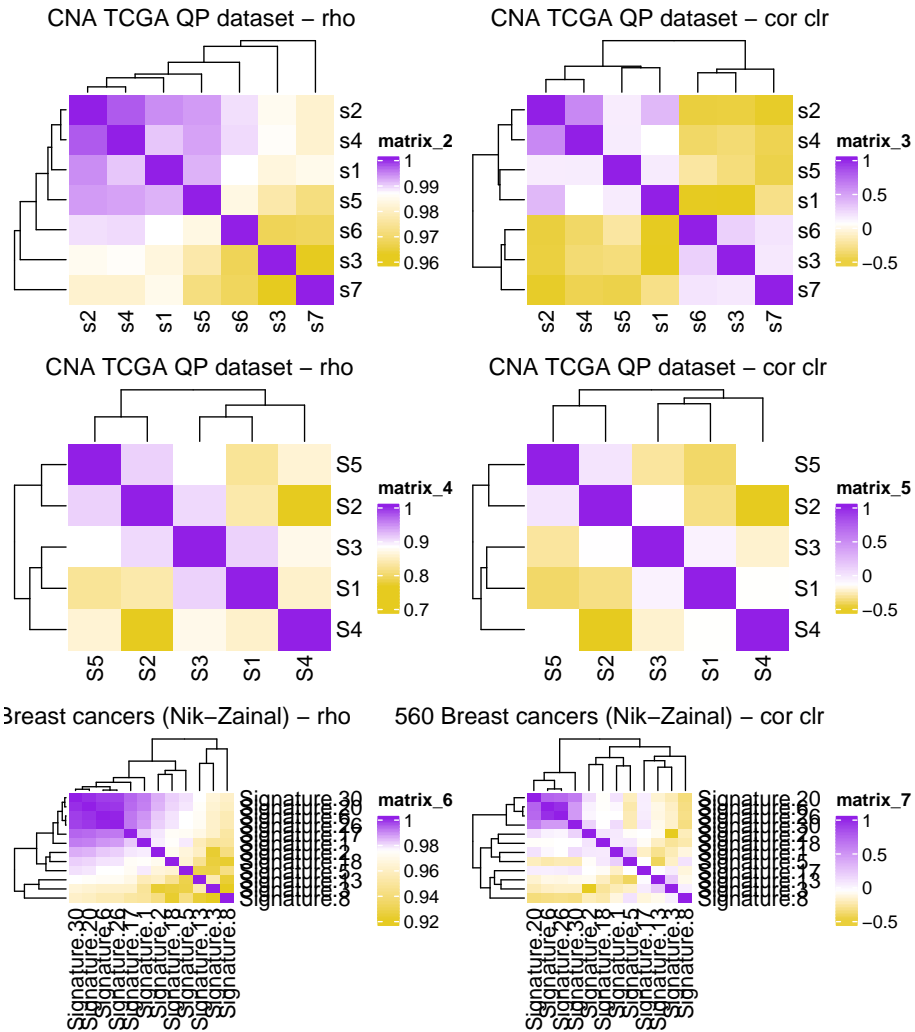 CNA TCGA QP dataset – rho
s2
s4
s1
s5
s6
s3
s7
s2 s4 s1 s5 s6 s3 s7
matrix_2
1
0.99
0.98
0.97
0.96
CNA TCGA QP dataset – cor clr
s2
s4
s5
s1
s6
s3
s7
s2 s4 s5 s1 s6 s3 s7
matrix_3
1
0.5
0
−0.5
CNA TCGA QP dataset – rho
S5
S2
S3
S1
S4
S5 S2 S3 S1 S4
matrix_4
1
0.9
0.8
0.7
CNA TCGA QP dataset – cor clr
S5
S2
S3
S1
S4
S5 S2 S3 S1 S4
matrix_5
1
0.5
0
−0.5
Breast cancers (Nik−Zainal) – rho
Signature.30
Signature.8
Signature.30
Signature.20
Signature.6
Signature.26
Signature.17
Signature.1
Signature.8
matrix_6
1
0.98
0.96
0.94
0.92
560 Breast cancers (Nik−Zainal) – cor clr
Signature.20
Signature.8
Signature.20
Signature.6
Signature.26
Signature.30
Signature.18
Signature.1
Signature.5
Signature.17
Signature.13
Signature.3
Signature.8
matrix_7
1
0.5
0
−0.5